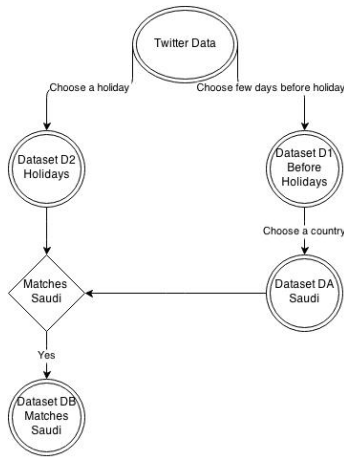 Twitter Data
Choose a holiday
Choose few days before holiday
Dataset D2
Holidays
Dataset D1
Before
Holidays
Choose a country
Matches
Saudi
Dataset DA
Saudi
Yes
Dataset DB
Matches
Saudi